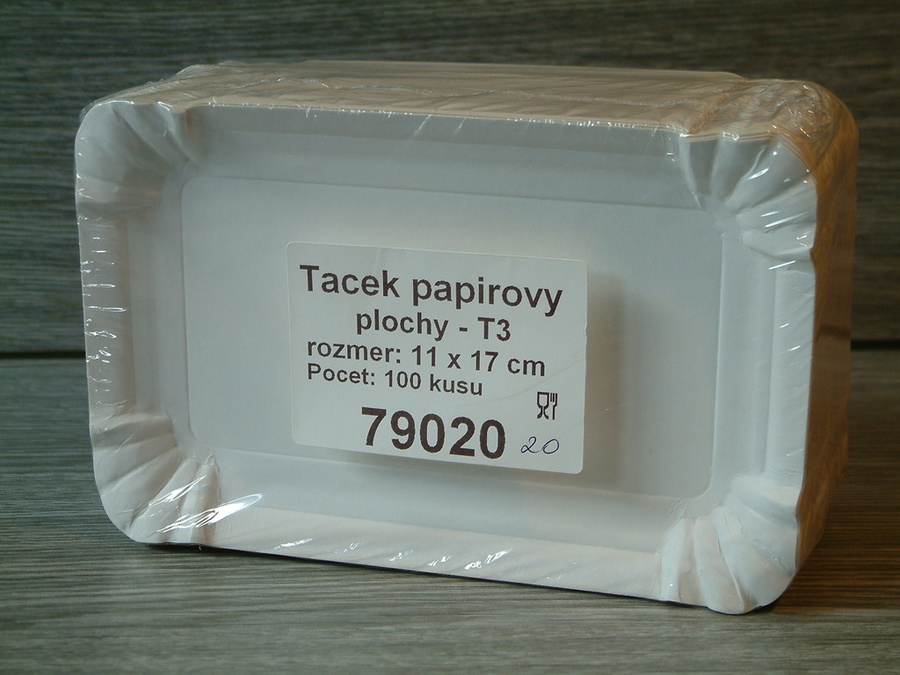 Tacek papirovy
plochy - T3
rozmer: 11 x 17 cm
Pocet: 100 kusu
79020 20